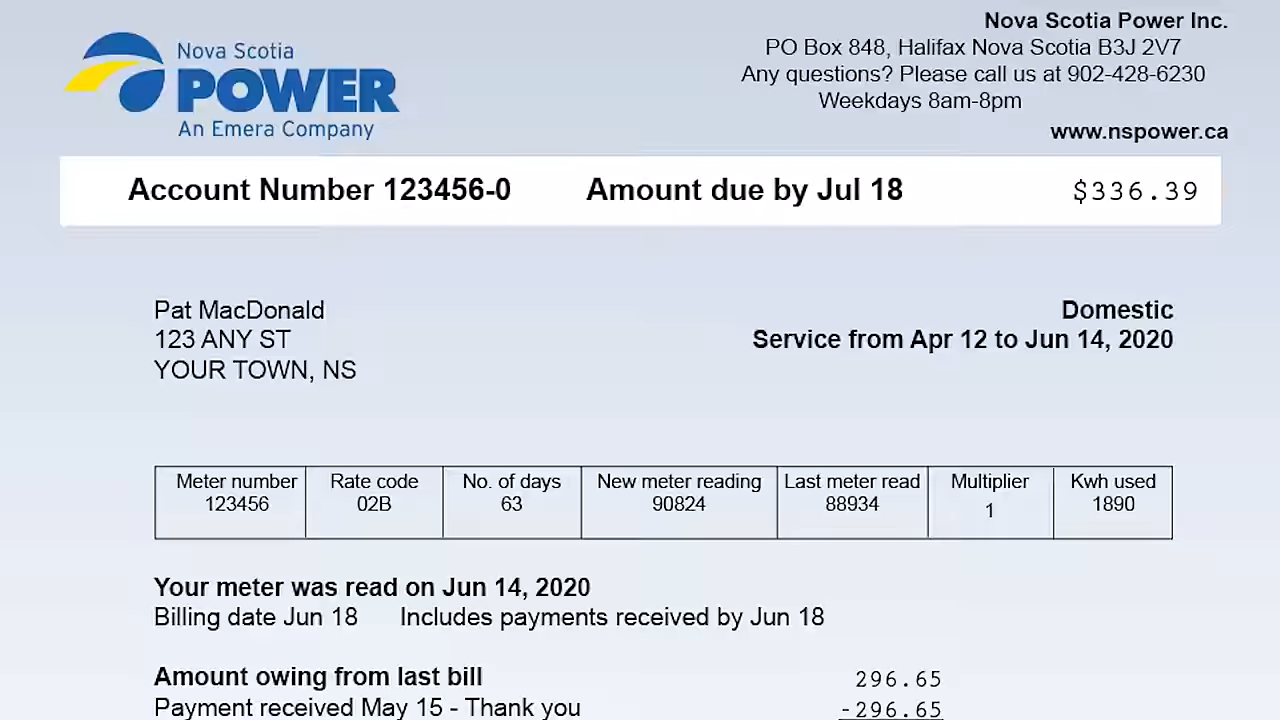 Nova Scotia Power Inc.
PO Box 848, Halifax Nova Scotia B3J 2V7
Any questions? Please call us at 902-428-6230
Weekdays 8am-8pm
www.nspower.ca
Nova Scotia
POWER
An Emera Company
Account Number 123456-0 Amount due by Jul 18 $336.39
Pat MacDonald
123 ANY ST
YOUR TOWN, NS
Domestic
Service from Apr 12 to Jun 14, 2020
Meter number Rate code No. of days New meter reading Last meter read Multiplier Kwh used
123456 02B 63 90824 88934 1 1890
Your meter was read on Jun 14, 2020
Billing date Jun 18 Includes payments received by Jun 18
Amount owing from last bill 296.65
Payment received May 15 - Thank you -296.65